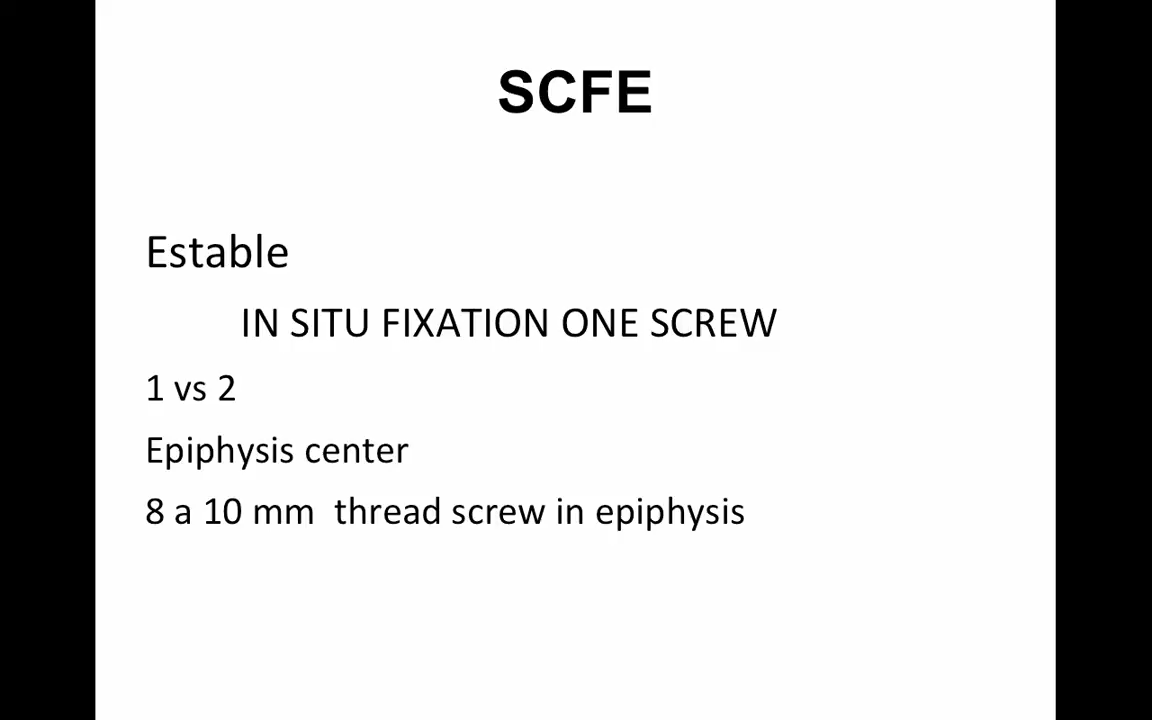 SCFE
Estable
IN SITU FIXATION ONE SCREW
1 vs 2
Epiphysis center
8 a 10 mm  thread screw in epiphysis